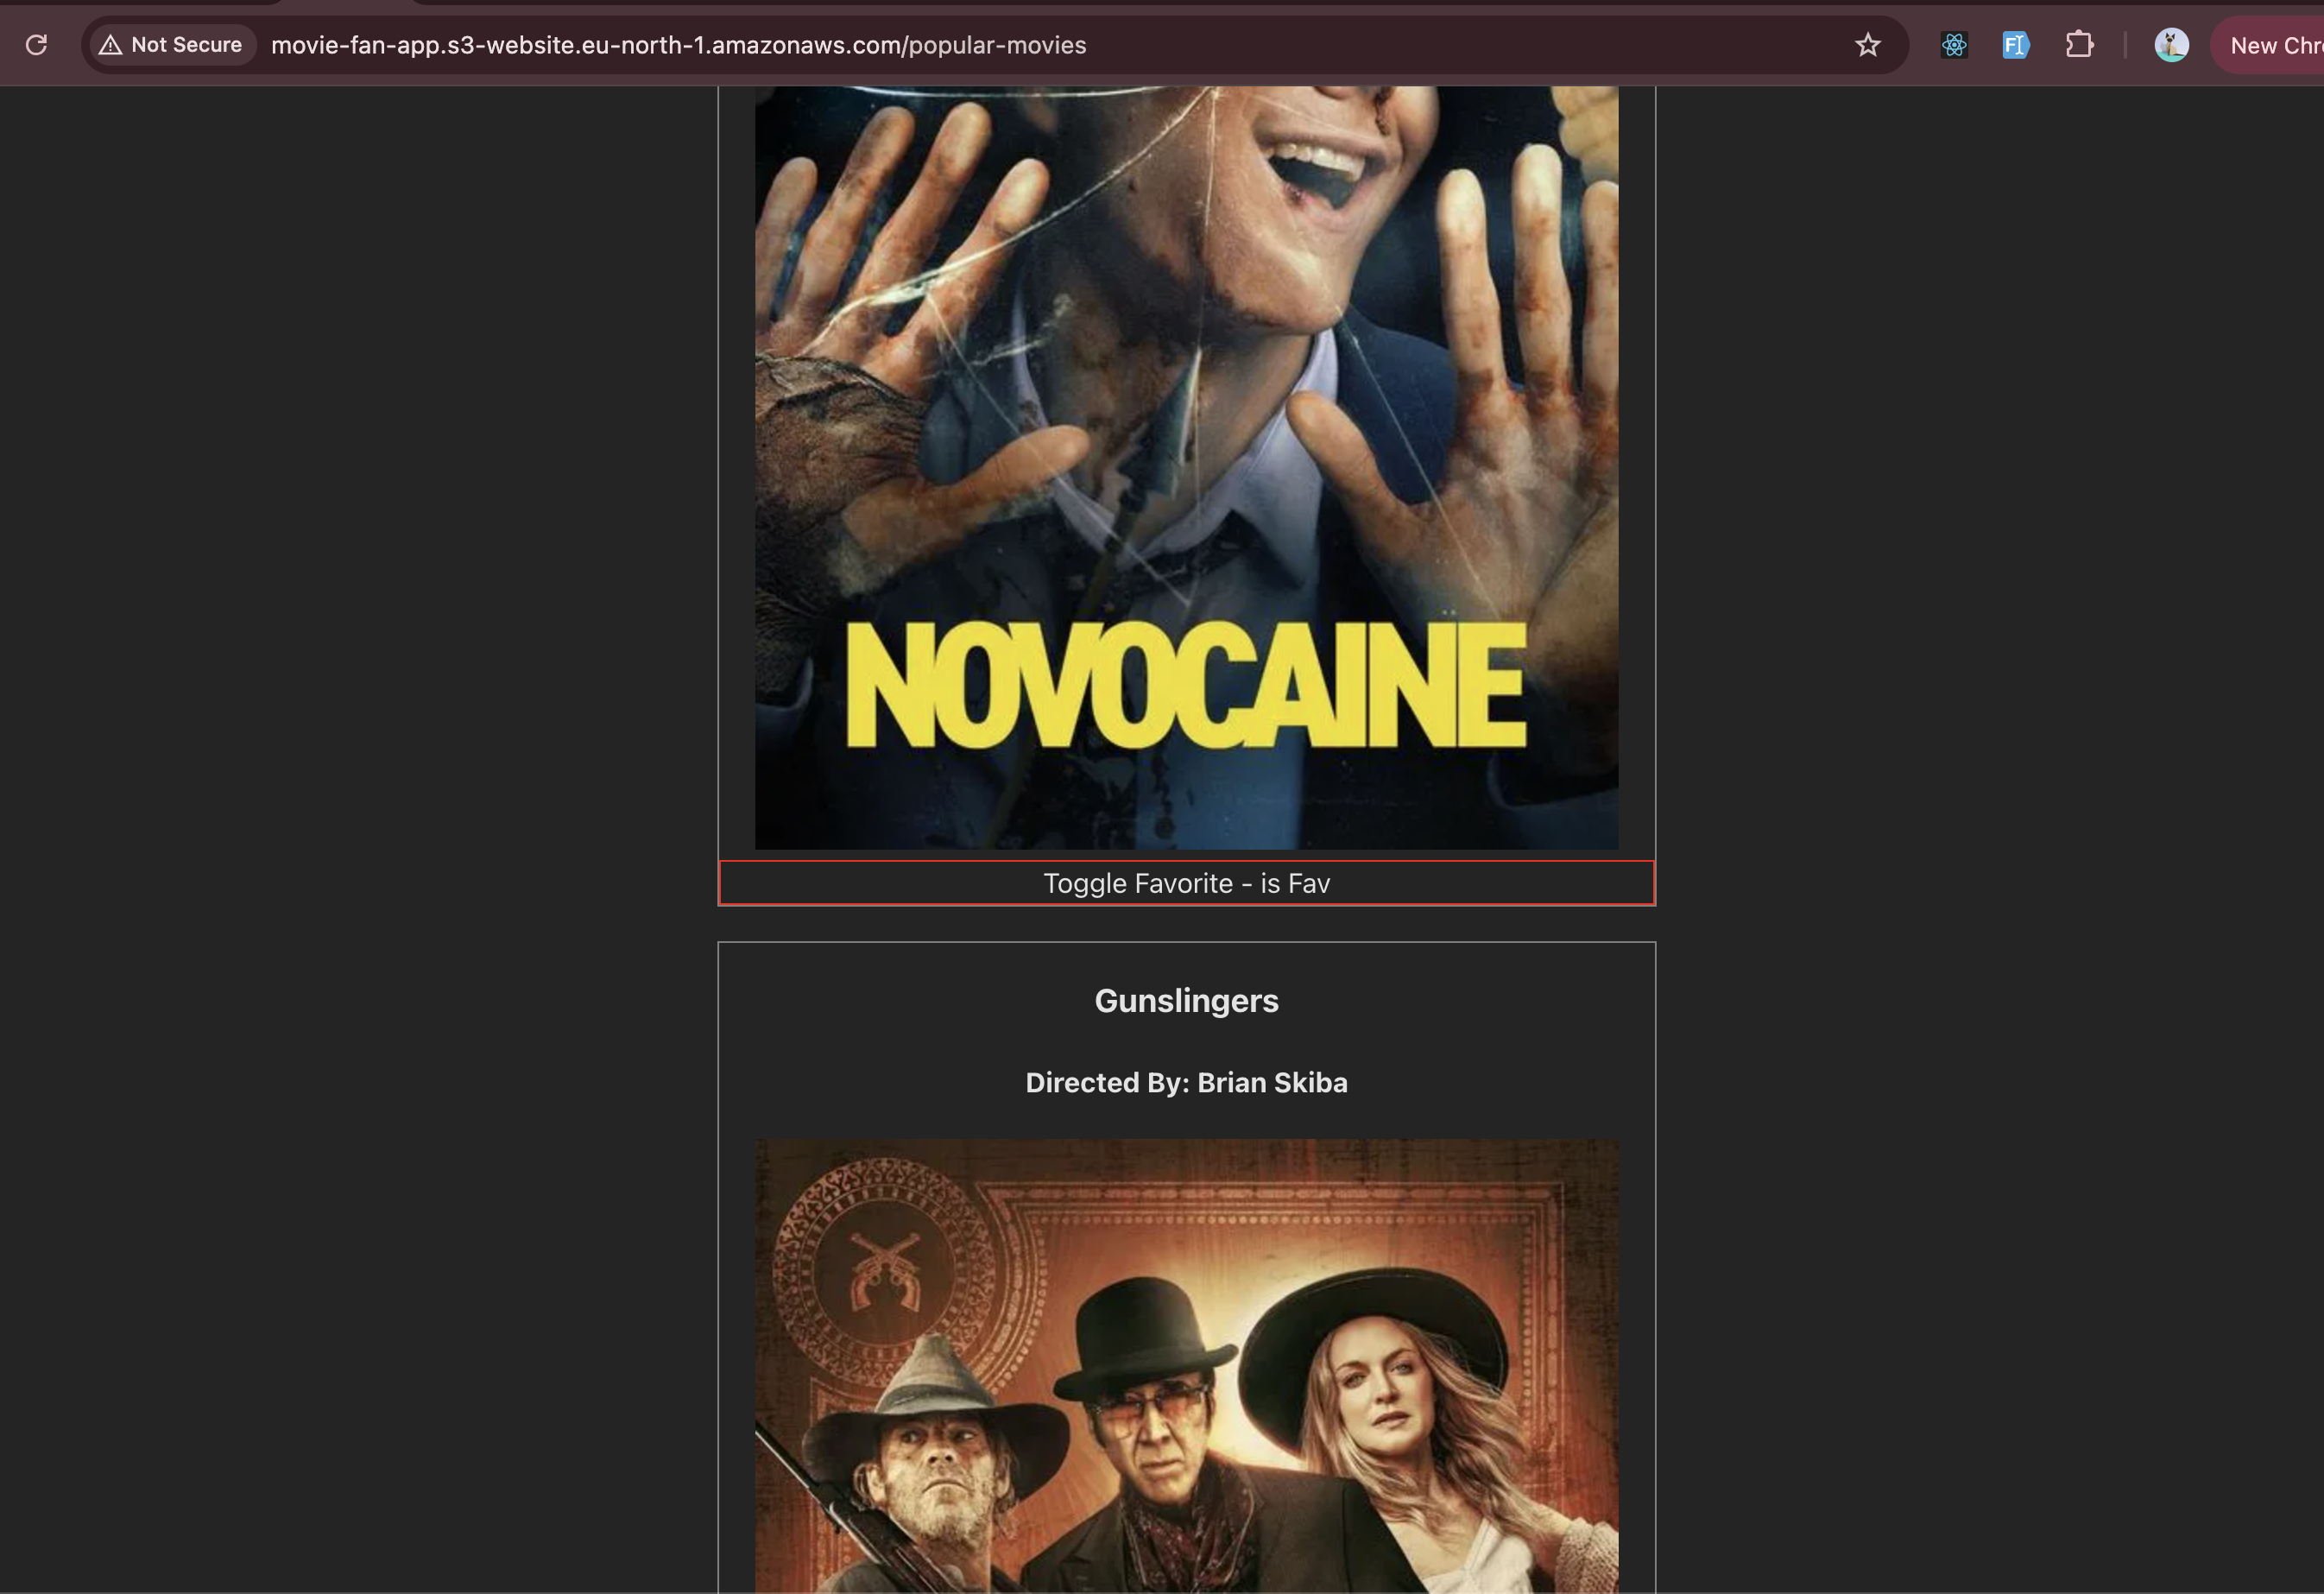 Not Secure movie-fan-app.s3-website.eu-north-1.amazonaws.com/popular-movies New Chr
NOVOCAINE
Toggle Favorite - is Fav
Gunslingers
Directed By: Brian Skiba